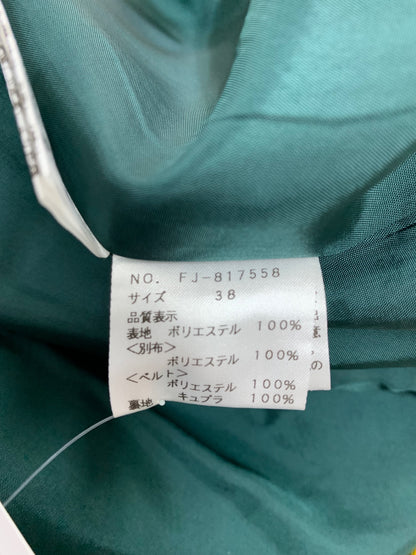 NO. FJ-817558
サイズ 38
品質表示
表地 ポリエステル 100%
<別布>
ポリエステル 100%
<ベルト>
ポリエステル 100%
裏地 キュプラ 100%
意
の